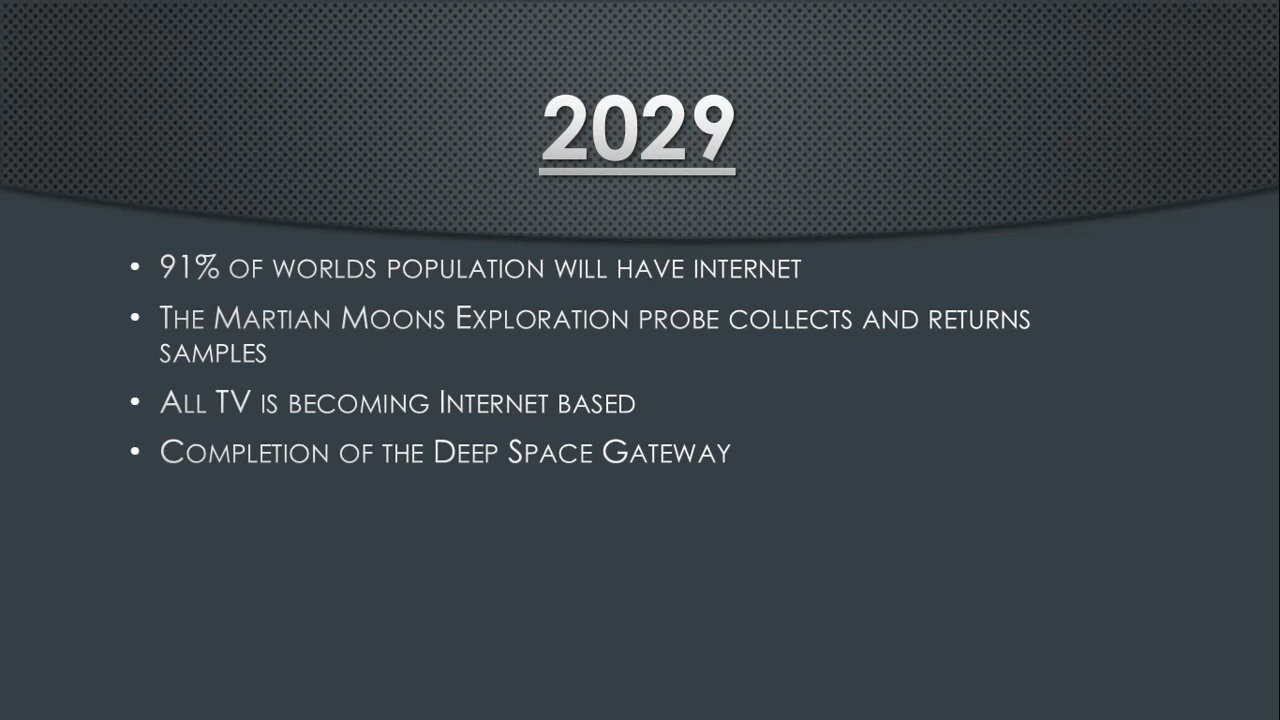 2029
• 91% of worlds population will have internet
• The Martian Moons Exploration probe collects and returns
samples
• All TV is becoming Internet based
• Completion of the Deep Space Gateway